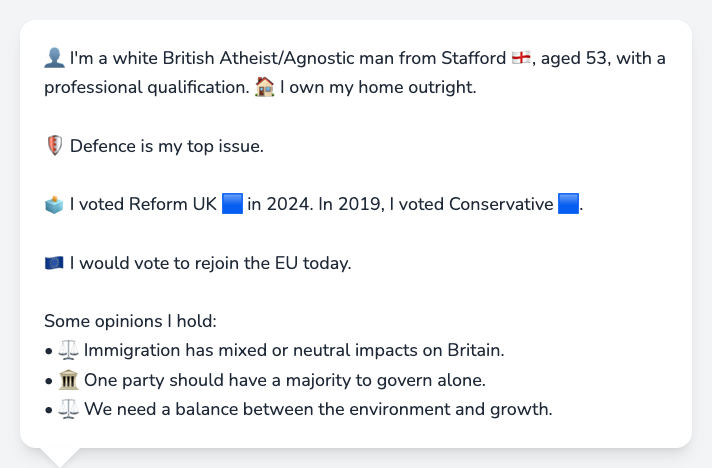 👤 I'm a white British Atheist/Agnostic man from Stafford 🏴󠁧󠁢󠁥󠁮󠁧󠁿, aged 53, with a
professional qualification. 🏠 I own my home outright.
🛡️ Defence is my top issue.
🗳️ I voted Reform UK 🟦 in 2024. In 2019, I voted Conservative 🟦.
🇪🇺 I would vote to rejoin the EU today.
Some opinions I hold:
• ⚖️ Immigration has mixed or neutral impacts on Britain.
• 🏛️ One party should have a majority to govern alone.
• ⚖️ We need a balance between the environment and growth.